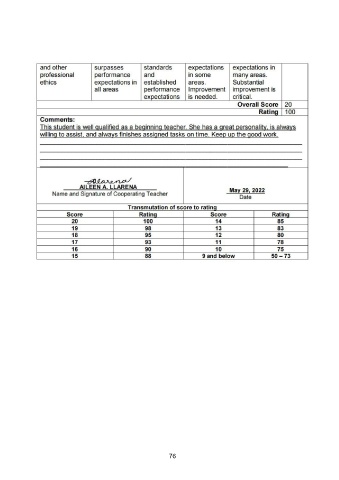 and other surpasses standards expectations expectations in
professional performance and in some many areas.
ethics expectations in established areas. Substantial
all areas performance Improvement improvement is
expectations is needed. critical.
Overall Score 20
Rating 100
Comments:
This student is well qualified as a beginning teacher. She has a great personality, is always
willing to assist, and always finishes assigned tasks on time. Keep up the good work.
AILEEN A. LLARENA
Name and Signature of Cooperating Teacher
May 29, 2022
Date
Transmutation of score to rating
Score Rating Score Rating
20 100 14 85
19 98 13 83
18 95 12 80
17 93 11 78
16 90 10 75
15 88 9 and below 50 – 73
76